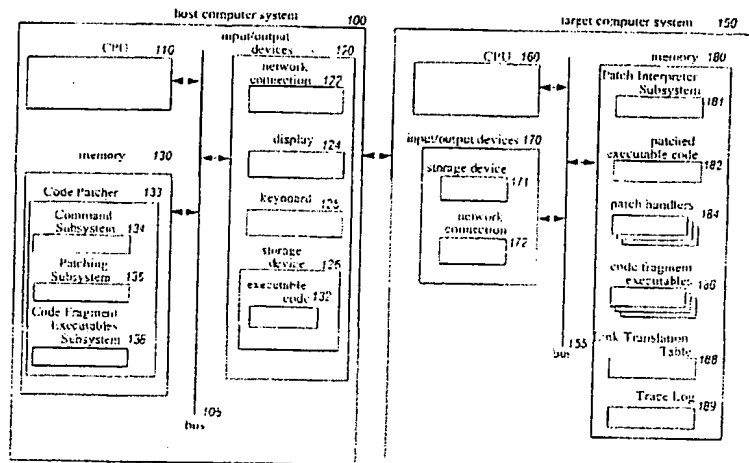 host computer system 100
CPU 110
input/output devices 120
network connection 122
display 124
keyboard 125
storage device 126
executable code 132
memory 130
Code Patcher 133
Command Subsystem 134
Patching Subsystem 135
Code Fragment Executables Subsystem 136
bus 105
target computer system 150
CPU 160
input/output devices 170
storage device 171
network connection 172
bus 155
memory 180
Patch Interpreter Subsystem 181
patched executable code 182
patch handlers 184
code fragment executables 186
Link Translation Table 188
Trace Log 189